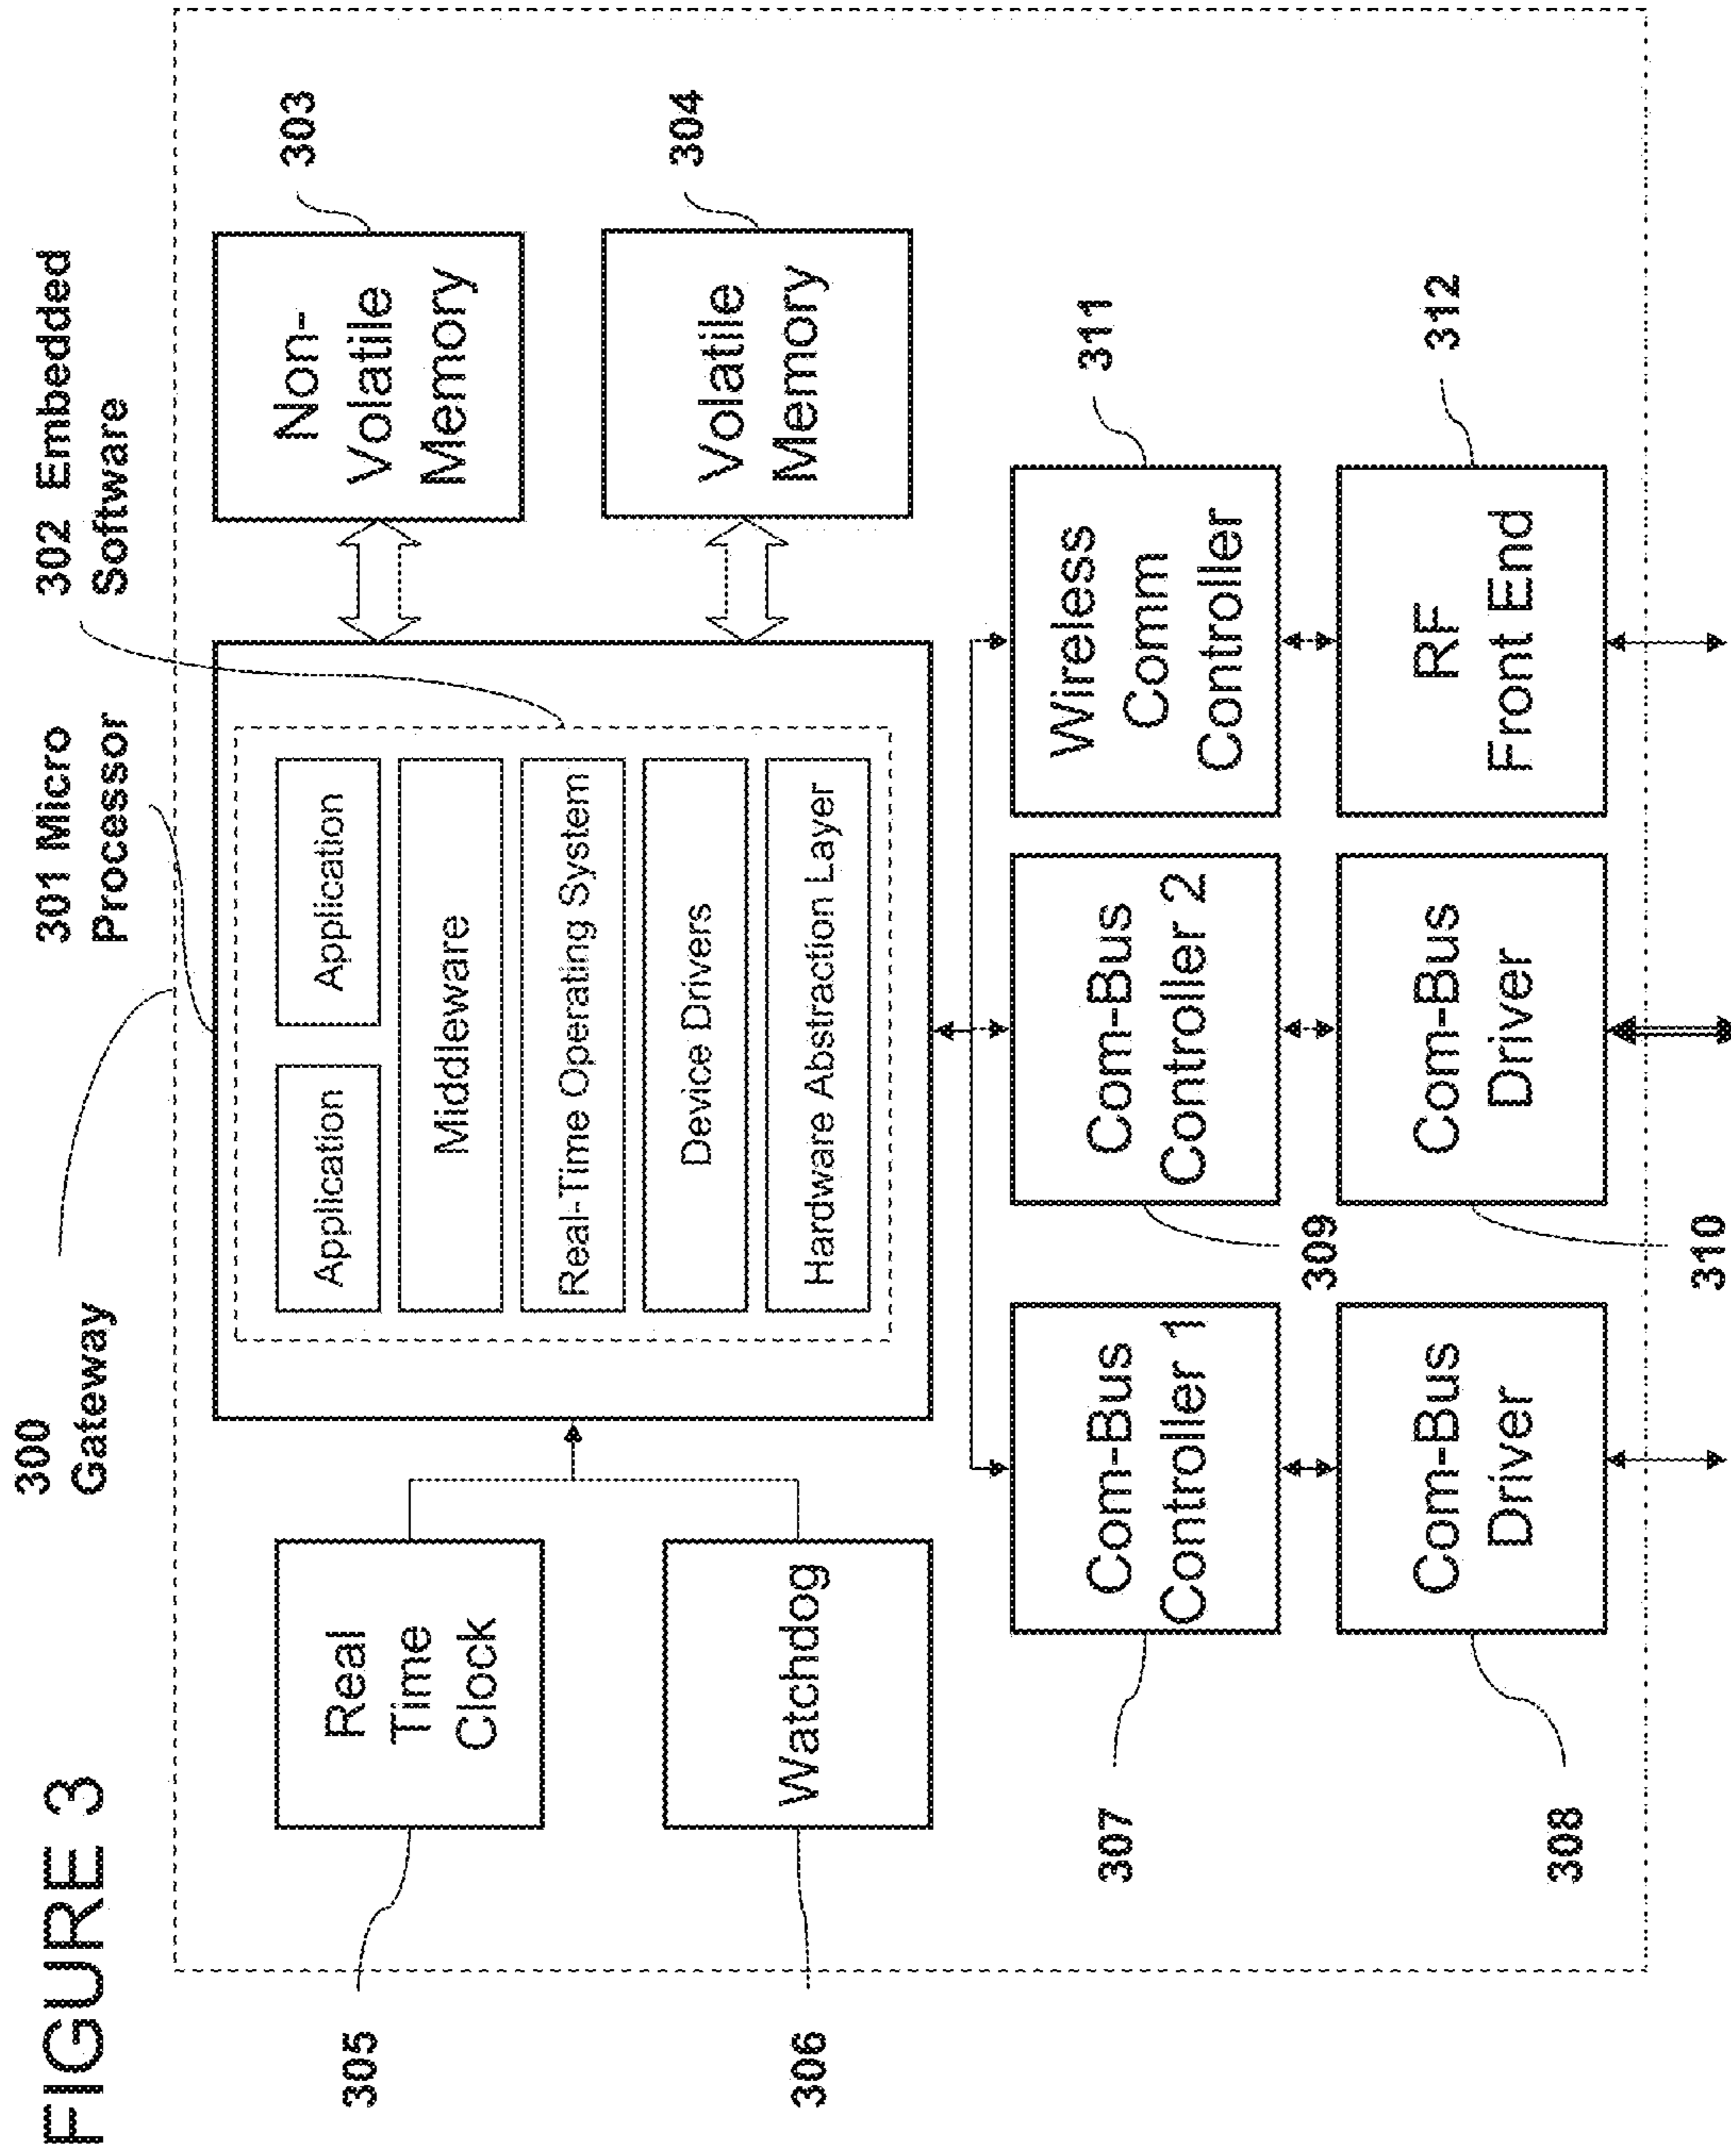 FIGURE 3
300
Gateway
301 Micro
Processor
302 Embedded
Software
305
Real
Time
Clock
306
Watchdog
Application
Application
Middleware
Real-Time Operating System
Device Drivers
Hardware Abstraction Layer
Non-
Volatile
Memory
303
Volatile
Memory
304
307
Com-Bus
Controller 1
309
Com-Bus
Controller 2
Wireless
Comm
Controller
311
308
Com-Bus
Driver
310
Com-Bus
Driver
RF
Front End
312